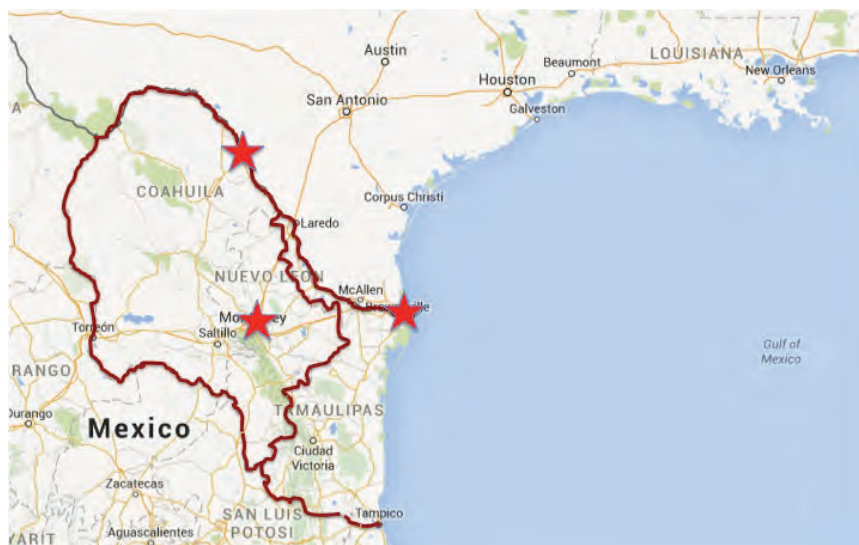 Austin
Houston
Beaumont
LOUISIANA
New Orleans
San Antonio
Galveston
COAHUILA
Corpus Christi
Laredo
NUEVO LEON
McAllen
Saltillo
Torreón
Gulf of
Mexico
TAMAULIPAS
Durango
Mexico
Ciudad
Victoria
Zacatecas
SAN LUIS
POTOSI
Tampico
Aguascalientes